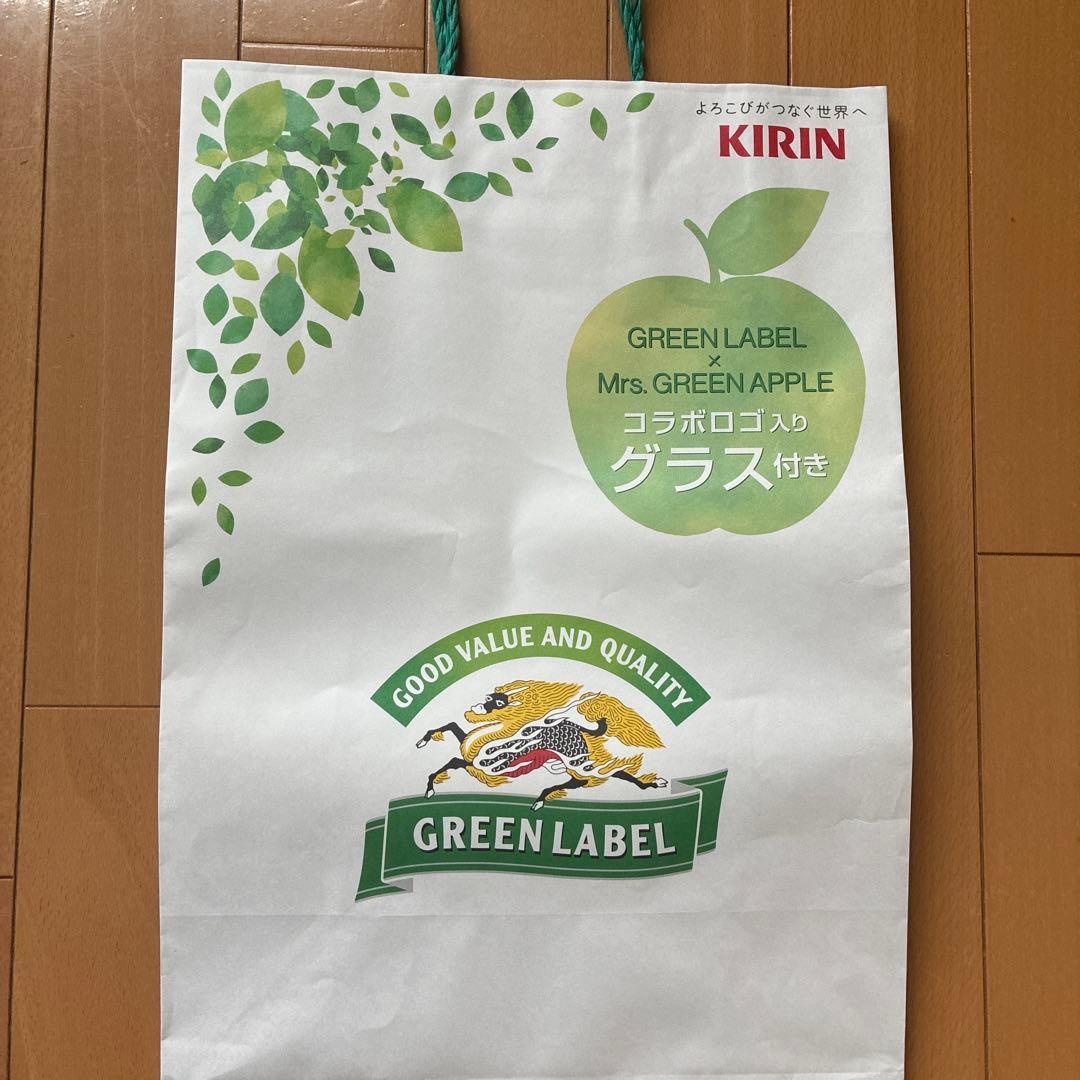 よろこびがつなぐ世界へ
KIRIN
GREEN LABEL
×
Mrs. GREEN APPLE
コラボロゴ入り
グラス付き
GOOD VALUE AND QUALITY
GREEN LABEL